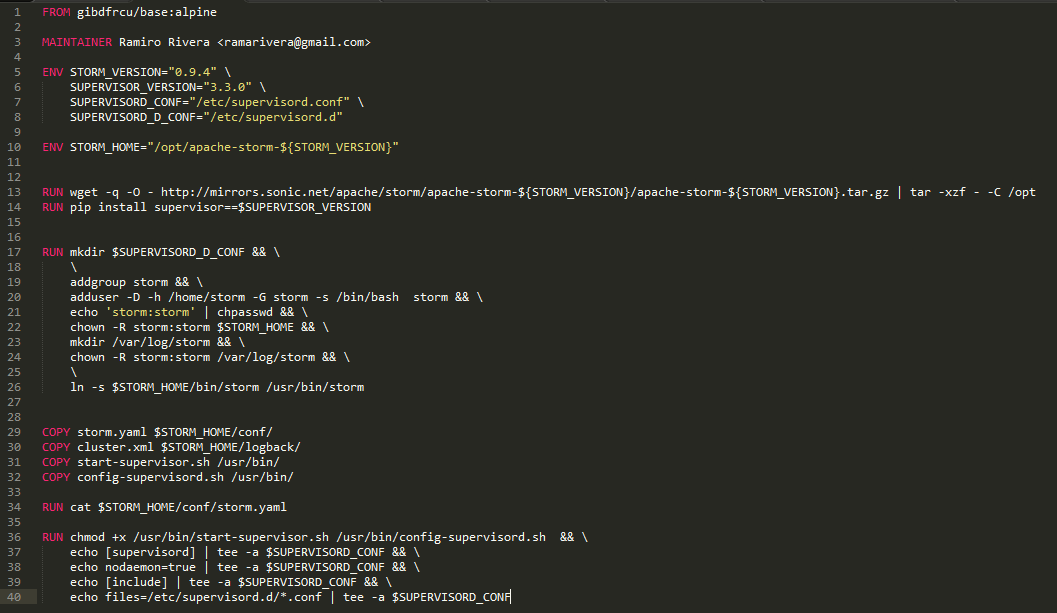 1 FROM gibdfrcu/base:alpine
2
3 MAINTAINER Ramiro Rivera <ramarivera@gmail.com>
4
5 ENV STORM_VERSION="0.9.4" \
6     SUPERVISOR_VERSION="3.3.0" \
7     SUPERVISORD_CONF="/etc/supervisord.conf" \
8     SUPERVISORD_D_CONF="/etc/supervisord.d"
9
10 ENV STORM_HOME="/opt/apache-storm-${STORM_VERSION}"
11
12
13 RUN wget -q -O - http://mirrors.sonic.net/apache/storm/apache-storm-${STORM_VERSION}/apache-storm-${STORM_VERSION}.tar.gz | tar -xzf - -C /opt
14 RUN pip install supervisor==$SUPERVISOR_VERSION
15
16
17 RUN mkdir $SUPERVISORD_D_CONF && \
18     \
19     addgroup storm && \
20     adduser -D -h /home/storm -G storm -s /bin/bash  storm && \
21     echo 'storm:storm' | chpasswd && \
22     chown -R storm:storm $STORM_HOME && \
23     mkdir /var/log/storm && \
24     chown -R storm:storm /var/log/storm && \
25     \
26     ln -s $STORM_HOME/bin/storm /usr/bin/storm
27
28
29 COPY storm.yaml $STORM_HOME/conf/
30 COPY cluster.xml $STORM_HOME/logback/
31 COPY start-supervisor.sh /usr/bin/
32 COPY config-supervisord.sh /usr/bin/
33
34 RUN cat $STORM_HOME/conf/storm.yaml
35
36 RUN chmod +x /usr/bin/start-supervisor.sh /usr/bin/config-supervisord.sh  && \
37     echo [supervisord] | tee -a $SUPERVISORD_CONF && \
38     echo nodaemon=true | tee -a $SUPERVISORD_CONF && \
39     echo [include] | tee -a $SUPERVISORD_CONF && \
40     echo files=/etc/supervisord.d/*.conf | tee -a $SUPERVISORD_CONF